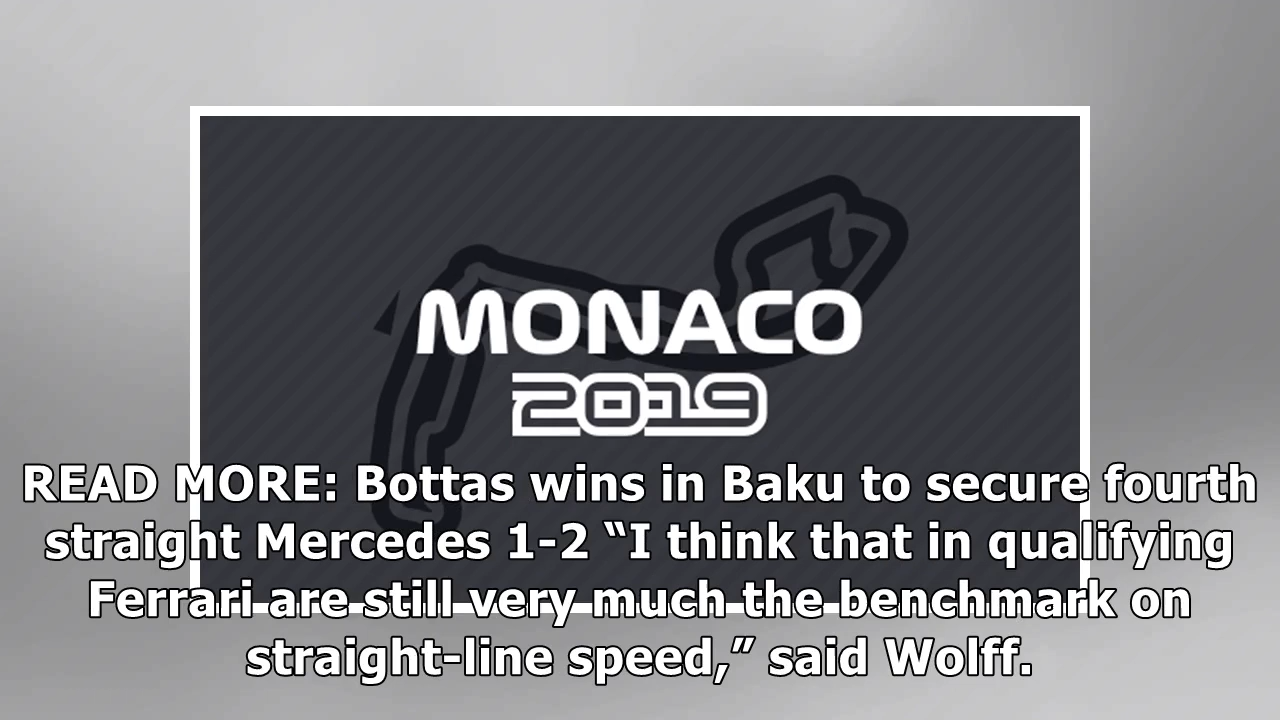 MONACO
2019
READ MORE: Bottas wins in Baku to secure fourth
straight Mercedes 1-2 “I think that in qualifying
Ferrari are still very much the benchmark on
straight-line speed,” said Wolff.